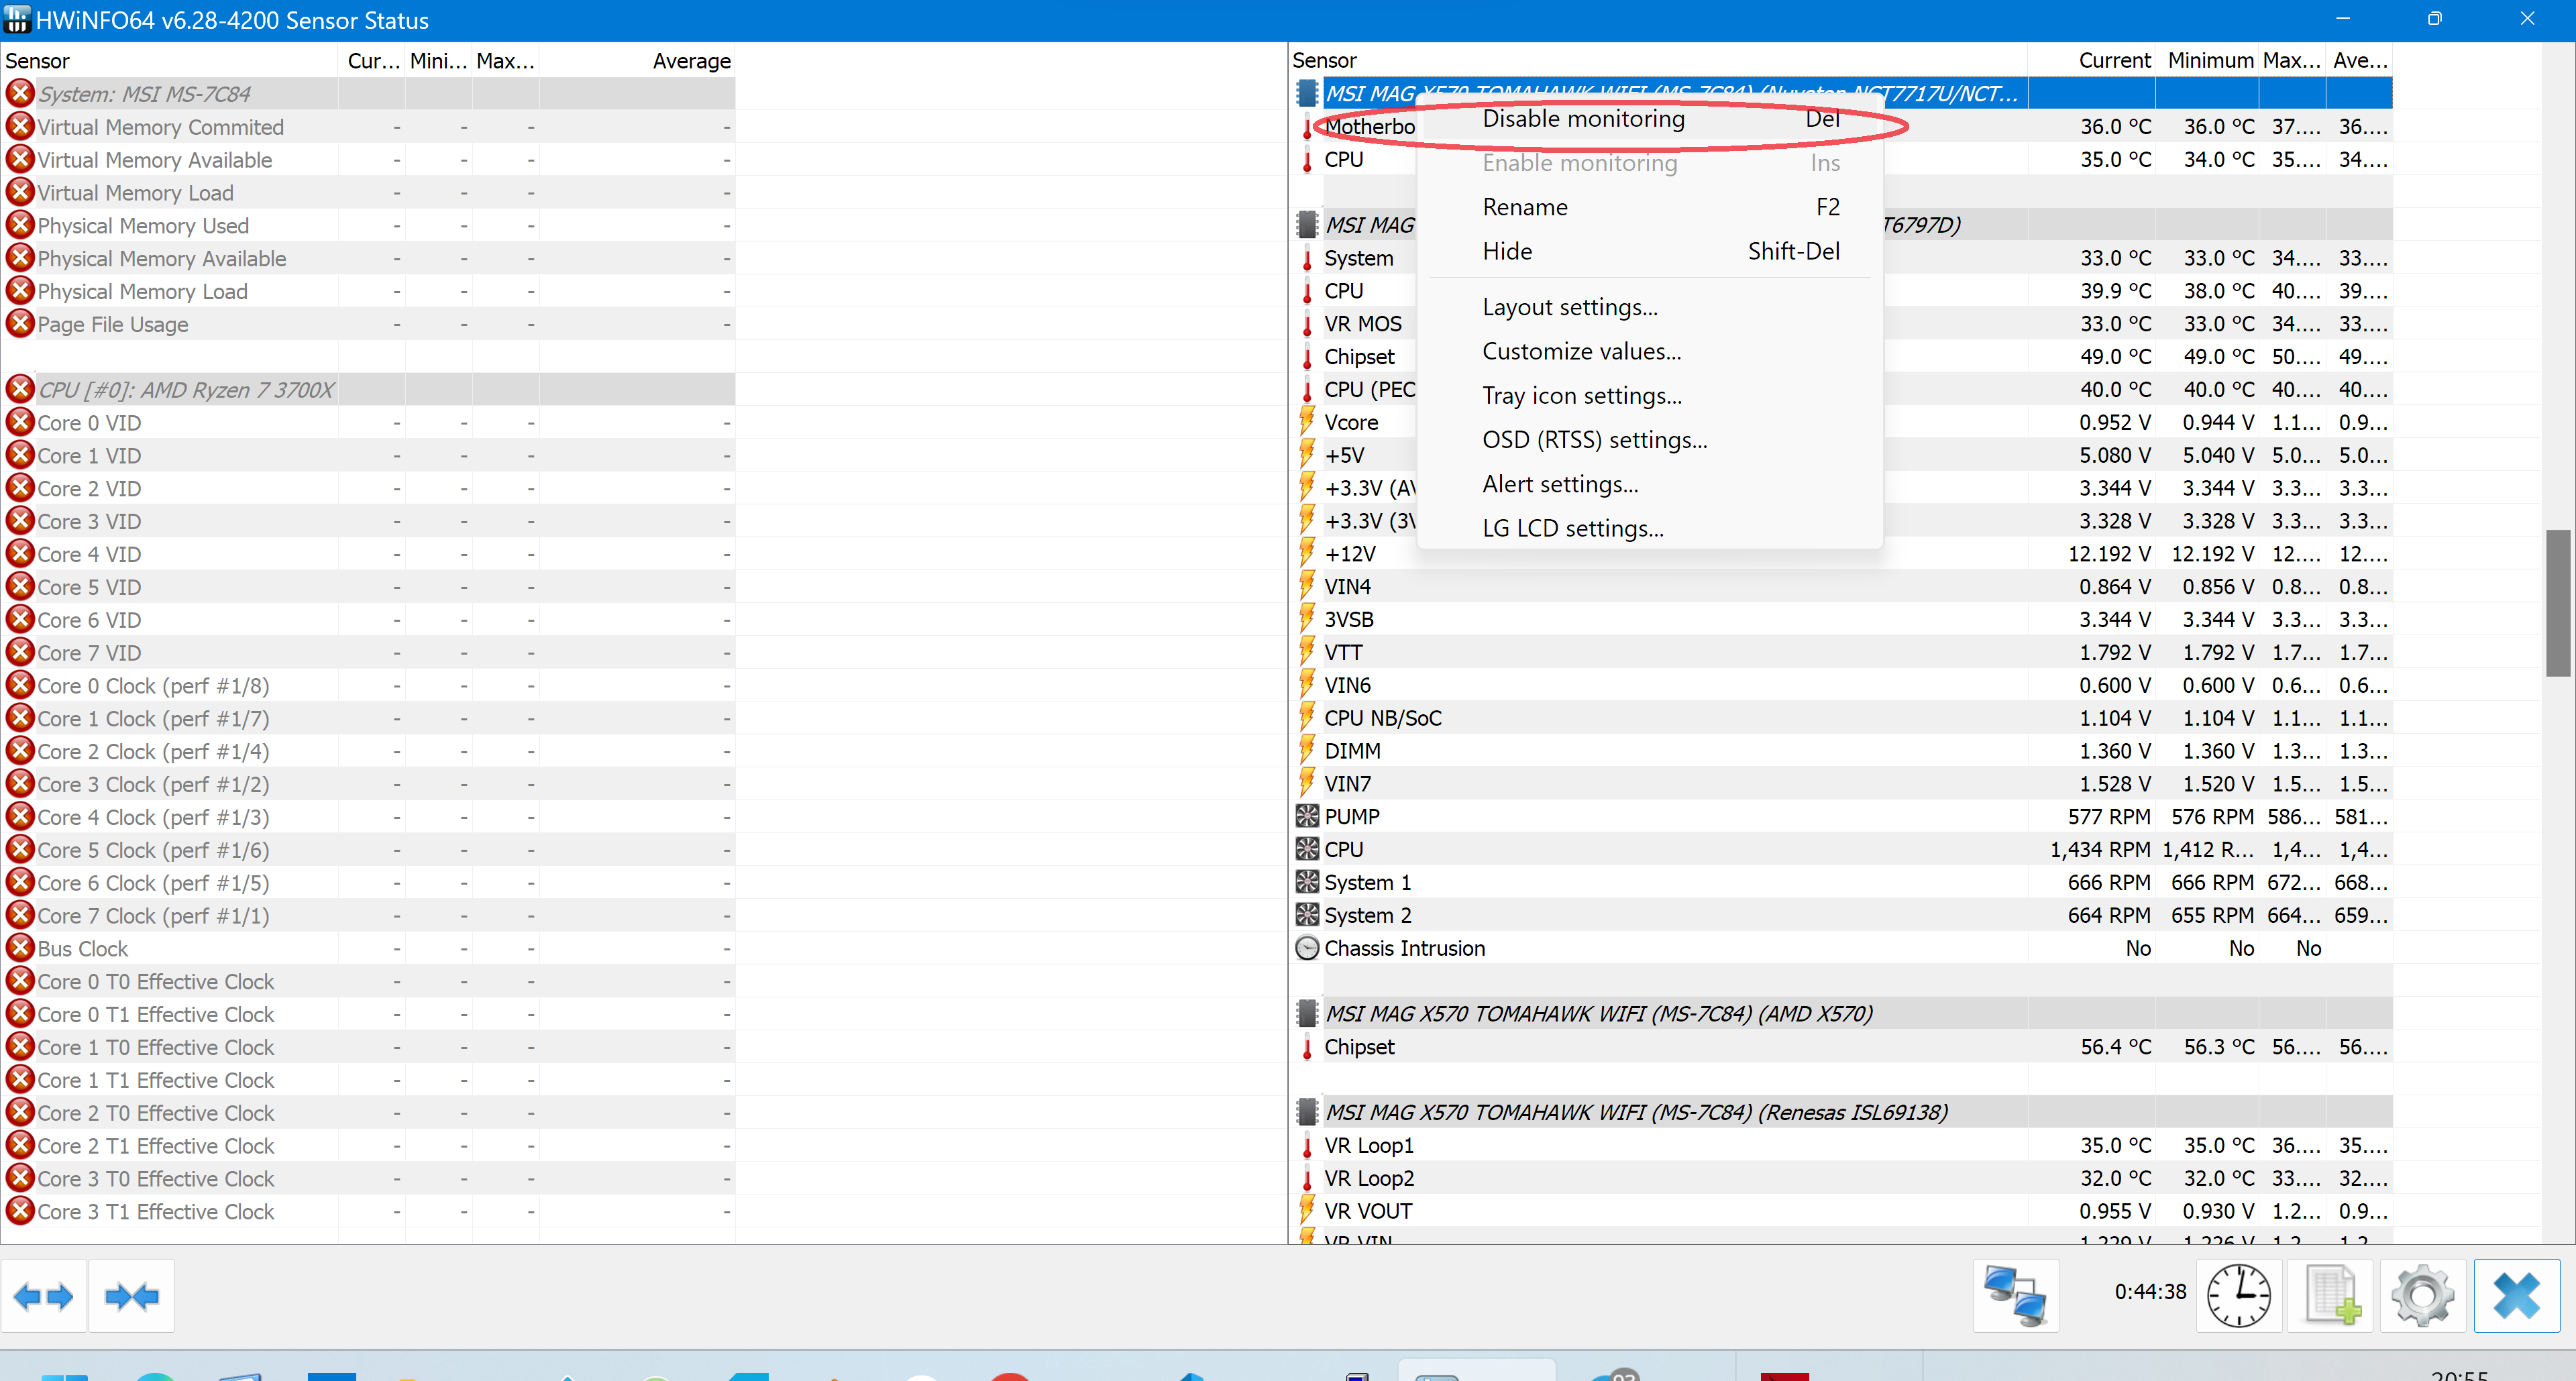 HWiNFO64 v6.28-4200 Sensor Status
Sensor Cur... Mini... Max... Average
System: MSI MS-7C84
Virtual Memory Commited - - - -
Virtual Memory Available - - - -
Virtual Memory Load - - - -
Physical Memory Used - - - -
Physical Memory Available - - - -
Physical Memory Load - - - -
Page File Usage - - - -
CPU [#0]: AMD Ryzen 7 3700X
Core 0 VID - - - -
Core 1 VID - - - -
Core 2 VID - - - -
Core 3 VID - - - -
Core 4 VID - - - -
Core 5 VID - - - -
Core 6 VID - - - -
Core 7 VID - - - -
Core 0 Clock (perf #1/8) - - - -
Core 1 Clock (perf #1/7) - - - -
Core 2 Clock (perf #1/4) - - - -
Core 3 Clock (perf #1/2) - - - -
Core 4 Clock (perf #1/3) - - - -
Core 5 Clock (perf #1/6) - - - -
Core 6 Clock (perf #1/5) - - - -
Core 7 Clock (perf #1/1) - - - -
Bus Clock - - - -
Core 0 T0 Effective Clock - - - -
Core 0 T1 Effective Clock - - - -
Core 1 T0 Effective Clock - - - -
Core 1 T1 Effective Clock - - - -
Core 2 T0 Effective Clock - - - -
Core 2 T1 Effective Clock - - - -
Core 3 T0 Effective Clock - - - -
Core 3 T1 Effective Clock - - - -
Sensor Current Minimum Max... Ave...
MSI MAG X570 TOMAHAWK WIFI (MS-7C84) (Nuvoton NCT7717U/NCT...
Motherbo 36.0 °C 36.0 °C 37.... 36....
CPU 35.0 °C 34.0 °C 35.... 34....
MSI MAG T6797D)
System 33.0 °C 33.0 °C 34.... 33....
CPU 39.9 °C 38.0 °C 40.... 39....
VR MOS 33.0 °C 33.0 °C 34.... 33....
Chipset 49.0 °C 49.0 °C 50.... 49....
CPU (PEC 40.0 °C 40.0 °C 40.... 40....
Vcore 0.952 V 0.944 V 1.1... 0.9...
+5V 5.080 V 5.040 V 5.0... 5.0...
+3.3V (AV 3.344 V 3.344 V 3.3... 3.3...
+3.3V (3V 3.328 V 3.328 V 3.3... 3.3...
+12V 12.192 V 12.192 V 12.... 12....
VIN4 0.864 V 0.856 V 0.8... 0.8...
3VSB 3.344 V 3.344 V 3.3... 3.3...
VTT 1.792 V 1.792 V 1.7... 1.7...
VIN6 0.600 V 0.600 V 0.6... 0.6...
CPU NB/SoC 1.104 V 1.104 V 1.1... 1.1...
DIMM 1.360 V 1.360 V 1.3... 1.3...
VIN7 1.528 V 1.520 V 1.5... 1.5...
PUMP 577 RPM 576 RPM 586... 581...
CPU 1,434 RPM 1,412 R... 1,4... 1,4...
System 1 666 RPM 666 RPM 672... 668...
System 2 664 RPM 655 RPM 664... 659...
Chassis Intrusion No No No
MSI MAG X570 TOMAHAWK WIFI (MS-7C84) (AMD X570)
Chipset 56.4 °C 56.3 °C 56.... 56....
MSI MAG X570 TOMAHAWK WIFI (MS-7C84) (Renesas ISL69138)
VR Loop1 35.0 °C 35.0 °C 36.... 35....
VR Loop2 32.0 °C 32.0 °C 33.... 32....
VR VOUT 0.955 V 0.930 V 1.2... 0.9...
VR VIN 1.229 V 1.226 V 1.2... 1.2...
Disable monitoring Del
Enable monitoring Ins
Rename F2
Hide Shift-Del
Layout settings...
Customize values...
Tray icon settings...
OSD (RTSS) settings...
Alert settings...
LG LCD settings...
0:44:38
20:55